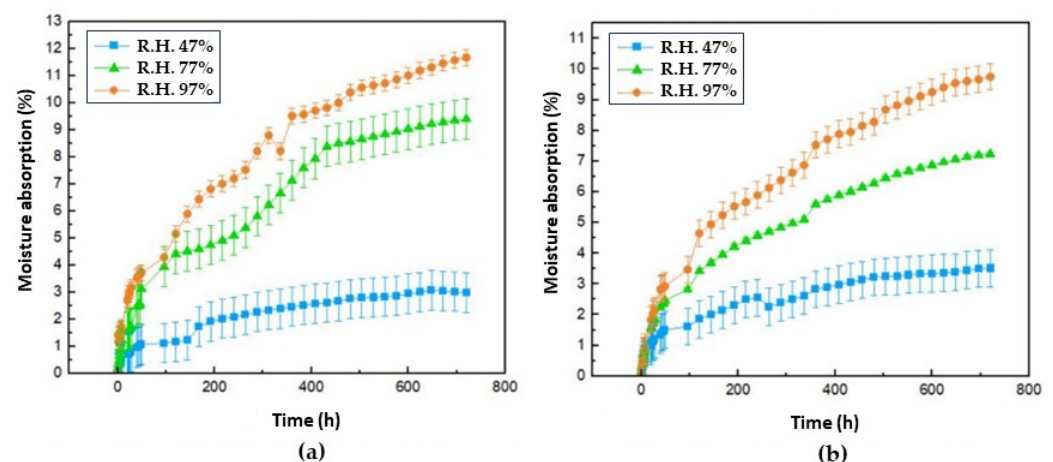 13
12
11
10
9
8
7
6
5
4
3
2
1
0
Moisture absorption (%)
R.H. 47%
R.H. 77%
R.H. 97%
0 200 400 600 800
Time (h)
(a)
11
10
9
8
7
6
5
4
3
2
1
0
Moisture absorption (%)
R.H. 47%
R.H. 77%
R.H. 97%
0 200 400 600 800
Time (h)
(b)